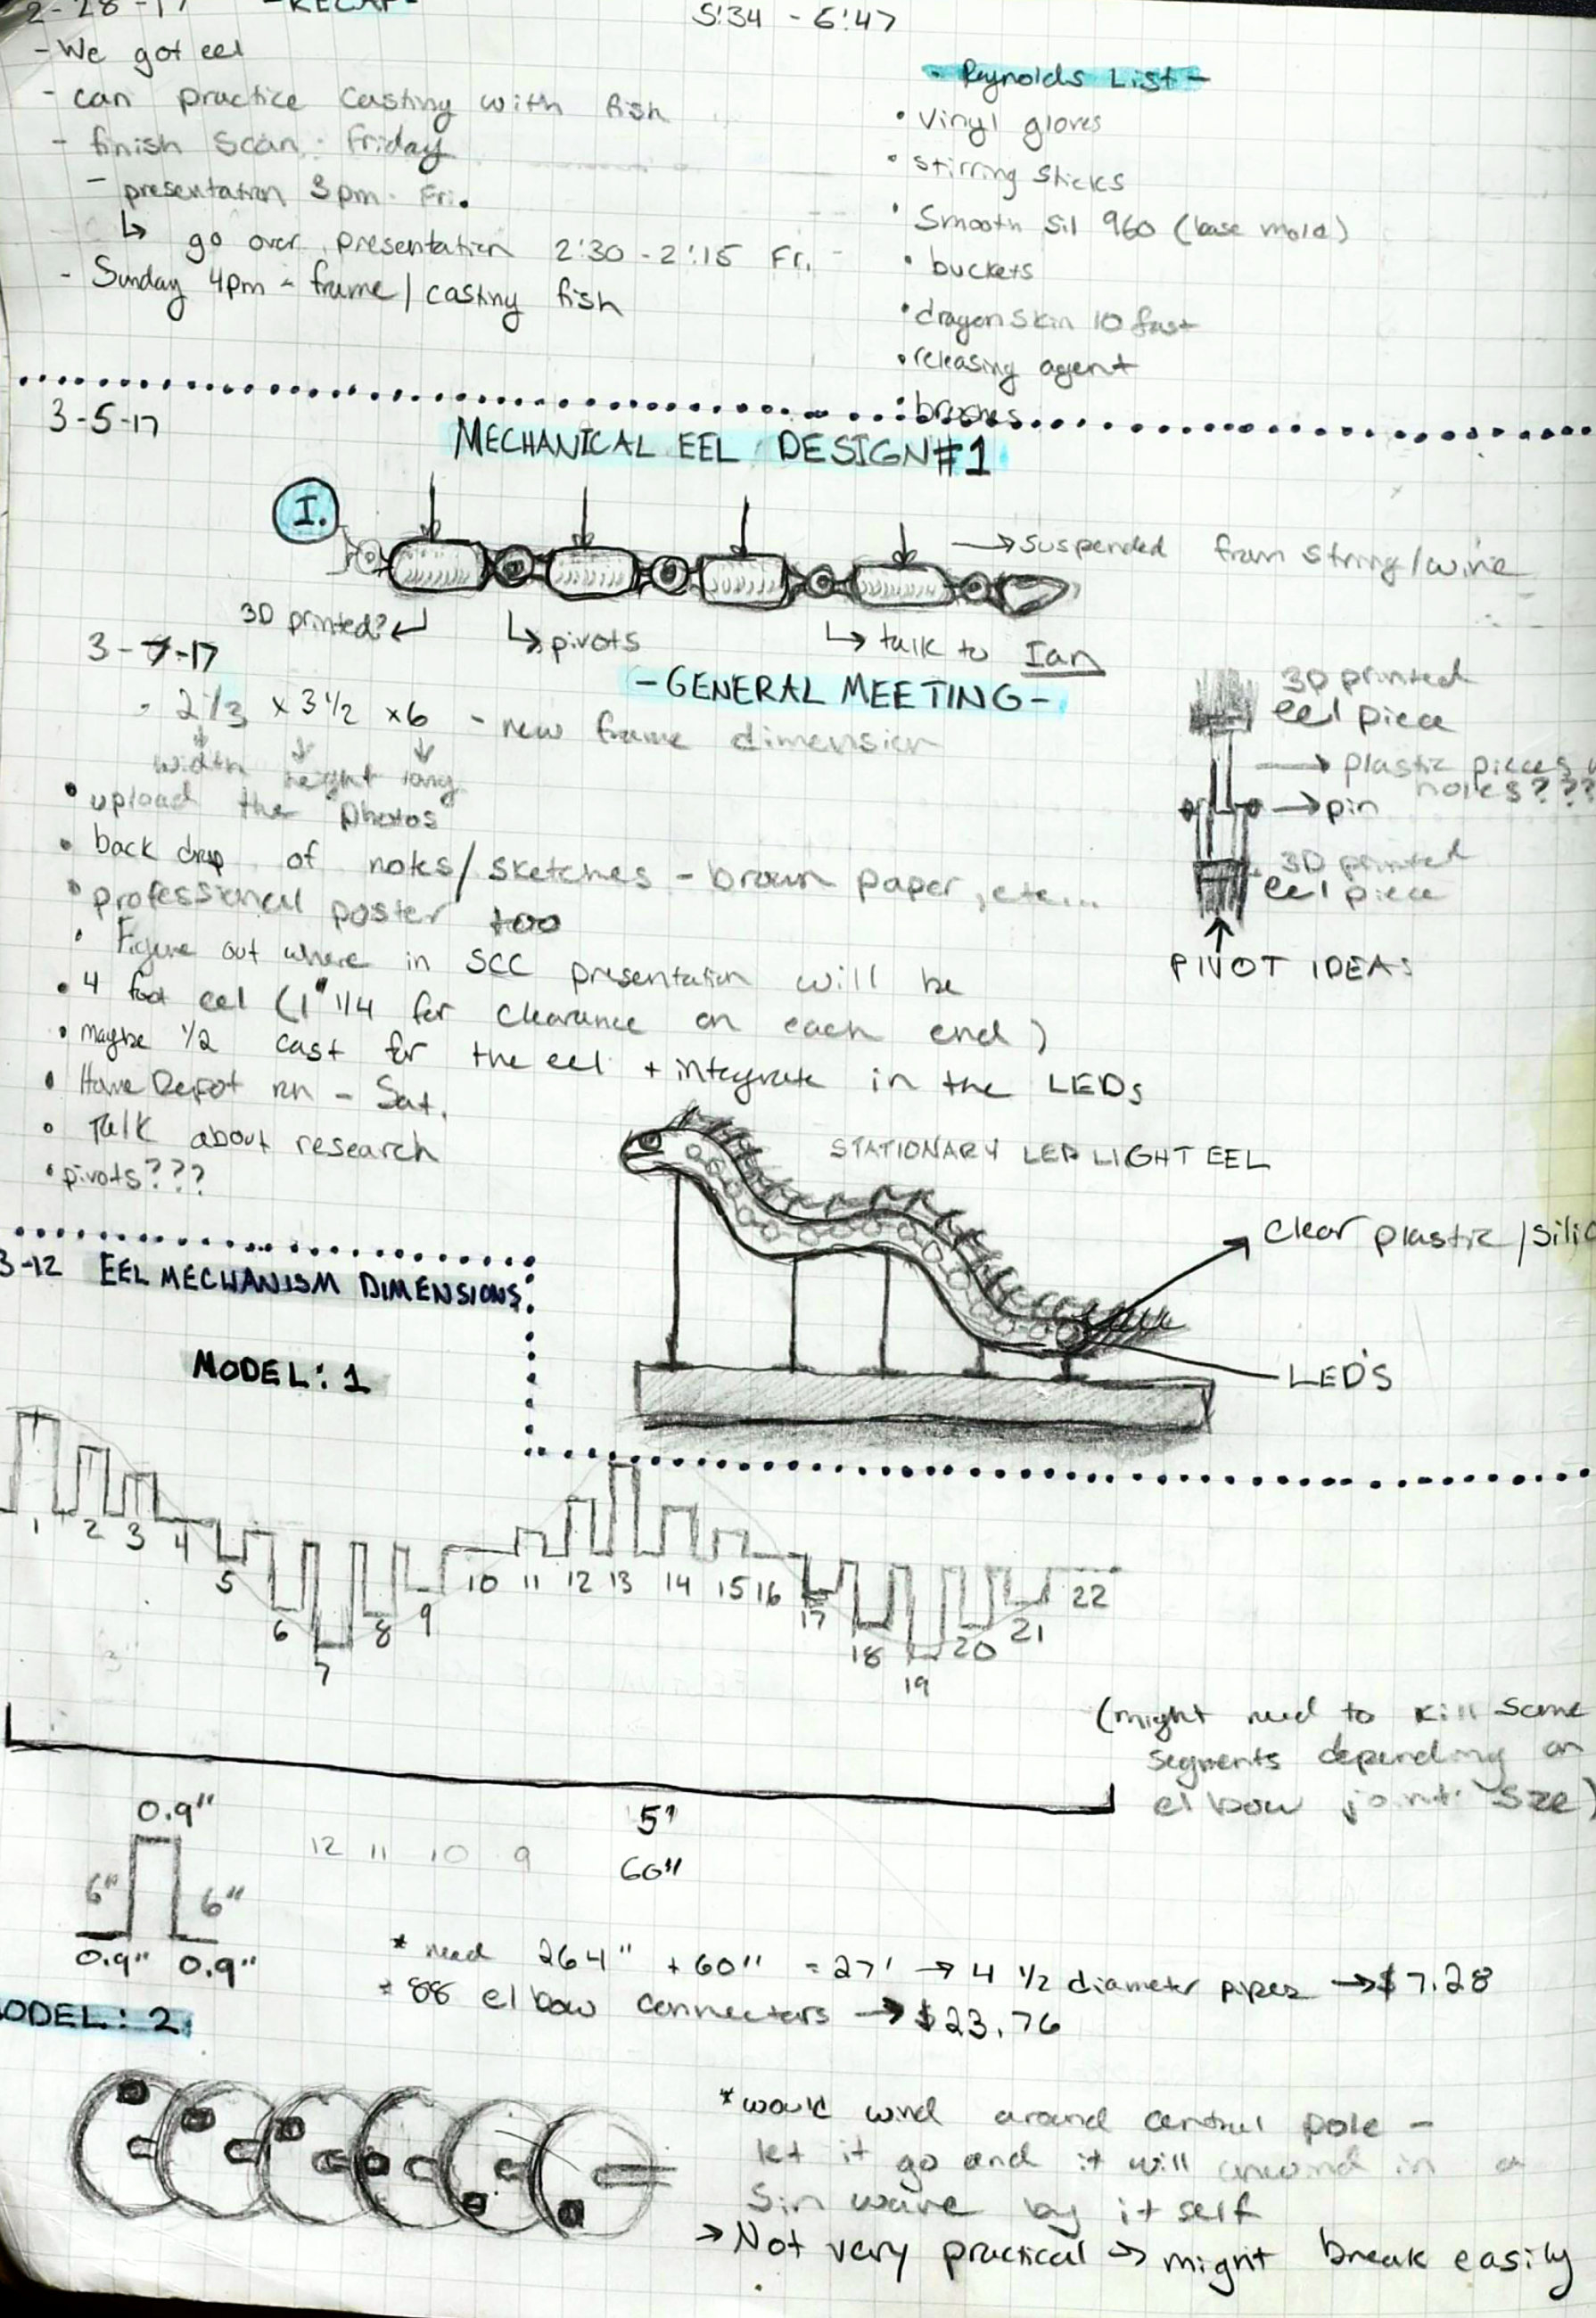 2-28-17 -RECAP- 5:34 - 6:47
- We got eel
- can practice casting with fish
- finish scan: Friday
- presentation 3pm. Fri.
↳ go over presentation 2:30-2:15 Fr.
- Sunday 4pm - frame / casting fish
- Reynolds List -
• vinyl gloves
• stirring sticks
• Smooth Sil 960 (base mold)
• buckets
• dragon skin 10 fast
• releasing agent
• brushes
3-5-17
MECHANICAL EEL DESIGN #1
I.
→ suspended from string/wire
3D printed?
↳ pivots
↳ talk to Ian
3-7-17
-GENERAL MEETING-
- 2 1/3 x 3 1/2 x 6 - new frame dimension
width height long
• upload the photos
• back drop of notes/sketches - brown paper, etc...
• professional poster too
• Figure out where in SCC presentation will be
• 4 foot eel (1" 1/4 for clearance on each end)
• maybe 1/2 cast for the eel + integrate in the LEDs
• Home Depot run - Sat.
• Talk about research
• pivots???
3D printed
eel piece
→ plastic pieces
holes???
→ pin
3D printed
eel piece
PIVOT IDEAS
STATIONARY LED LIGHT EEL
clear plastic /
LED'S
3-12 EEL MECHANISM DIMENSIONS:
MODEL: 1
1 2 3 4 5 6 7 8 9 10 11 12 13 14 15 16 17 18 19 20 21 22
(might need to kill some
segments depending on
elbow joint size)
5'
60"
0.9"
6" 6"
0.9" 0.9"
12 11 10 9
* need 264" + 60" = 27' → 4 1/2 diameter pipes → $7.28
* 88 elbow connectors → $23.76
MODEL: 2
* would wind around central pole -
let it go and it will unwind in a
sin wave by it self
→ Not very practical → might break easily